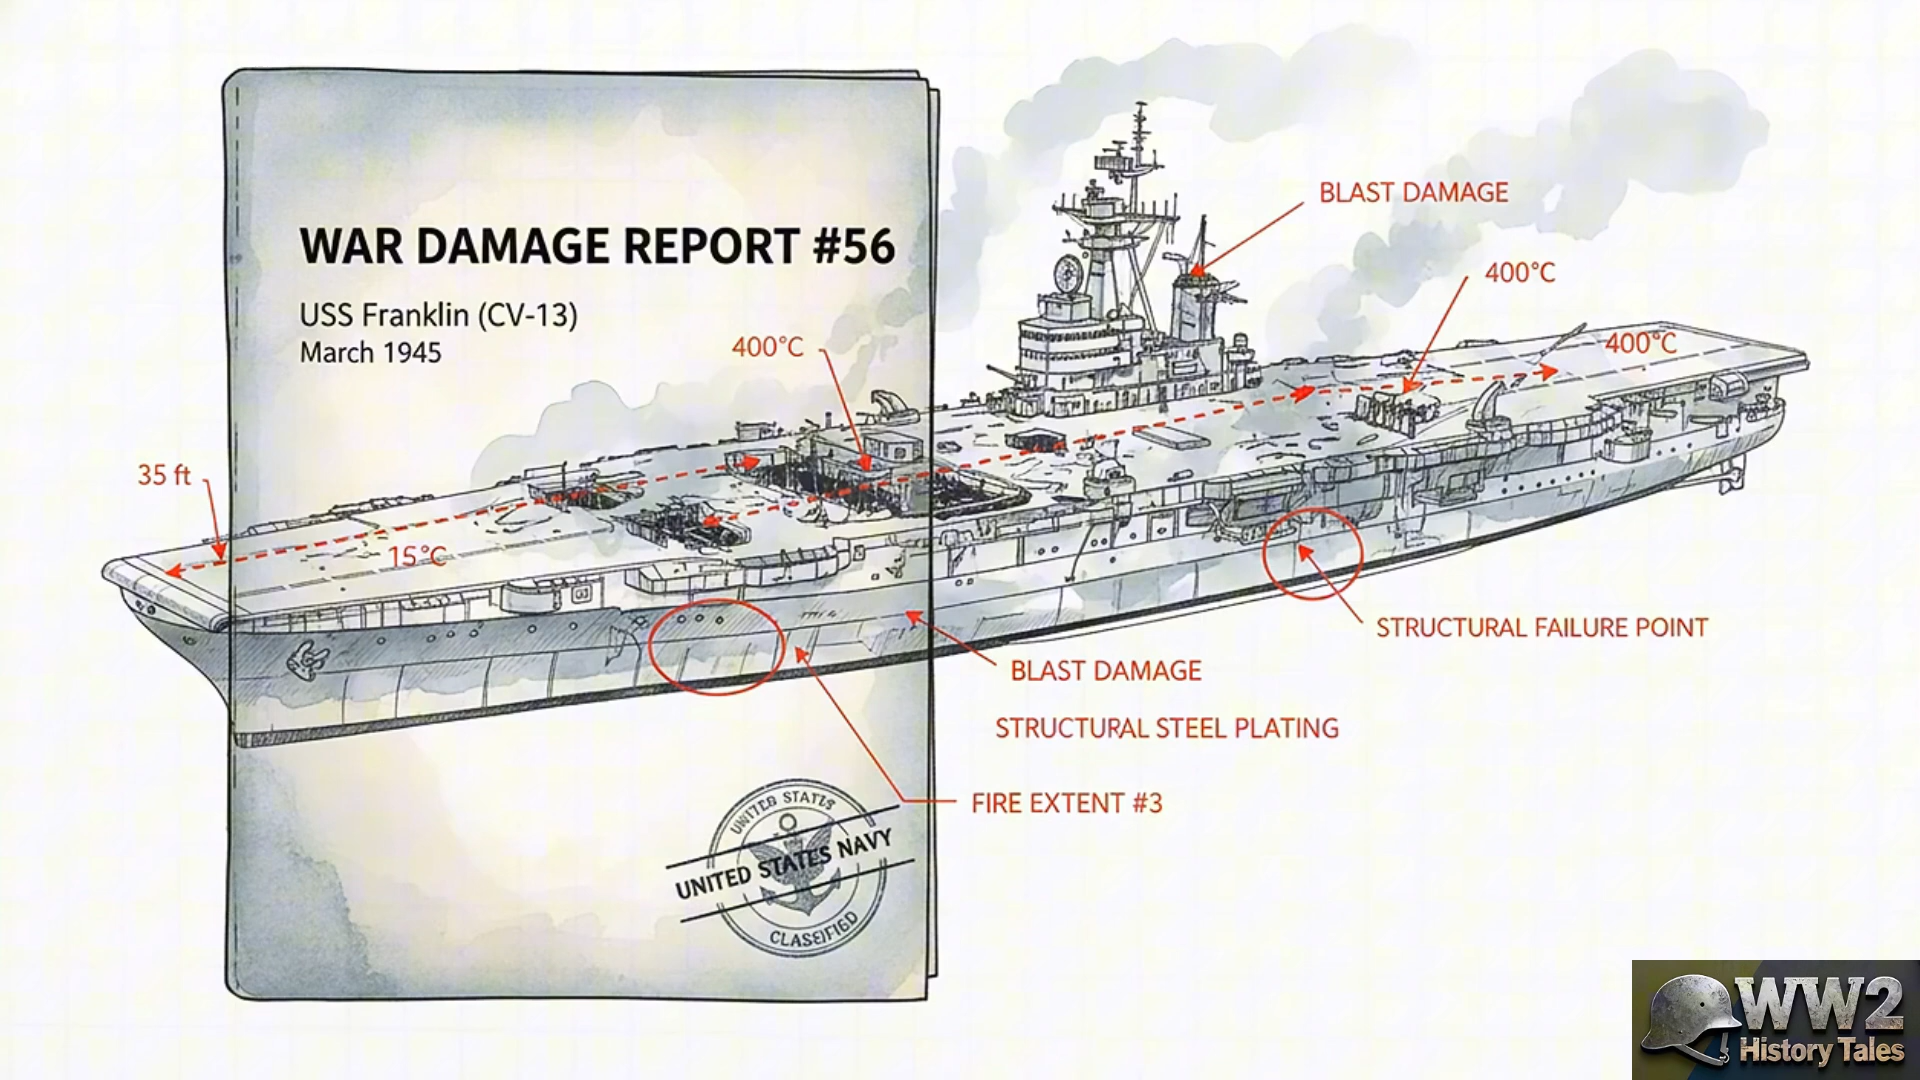 WAR DAMAGE REPORT #56
USS Franklin (CV-13)
March 1945
BLAST DAMAGE
400°C
400°C
400°C
35 ft
15°C
STRUCTURAL FAILURE POINT
BLAST DAMAGE
STRUCTURAL STEEL PLATING
FIRE EXTENT #3
UNITED STATES
UNITED STATES NAVY
CLASSIFIED
WW2
History Tales